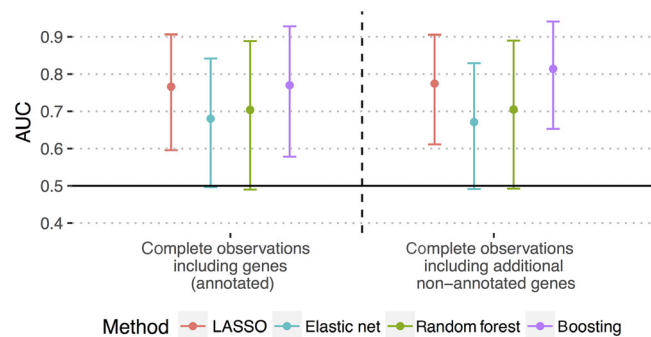 0.9
0.8
0.7
0.6
0.5
0.4
AUC
Complete observations
including genes
(annotated)
Complete observations
including additional
non−annotated genes
Method LASSO Elastic net Random forest Boosting